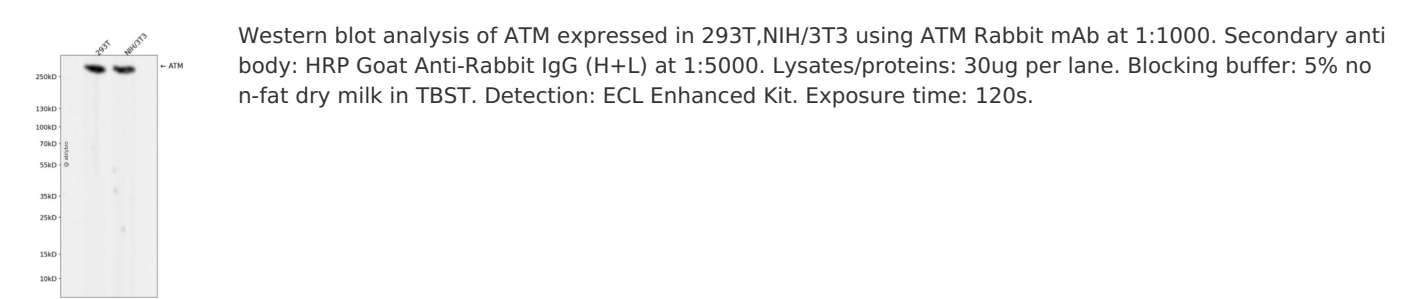 293T
NIH/3T3
← ATM
250kD
130kD
100kD
70kD
55kD
35kD
25kD
15kD
10kD
Western blot analysis of ATM expressed in 293T,NIH/3T3 using ATM Rabbit mAb at 1:1000. Secondary anti
body: HRP Goat Anti-Rabbit IgG (H+L) at 1:5000. Lysates/proteins: 30ug per lane. Blocking buffer: 5% no
n-fat dry milk in TBST. Detection: ECL Enhanced Kit. Exposure time: 120s.